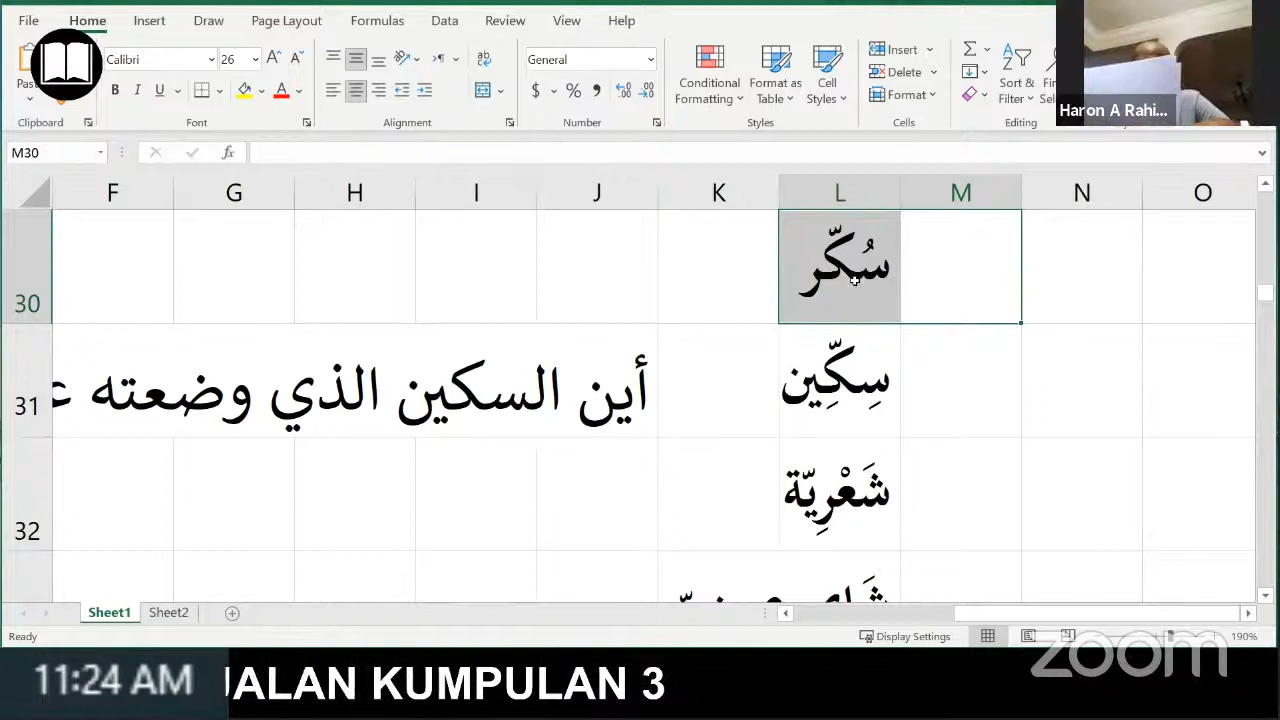 File Home Insert Draw Page Layout Formulas Data Review View Help
Calibri 26 General
Conditional Formatting Format as Table Cell Styles Insert Delete Format Sort & Filter
B I U
Clipboard Font Alignment Number Styles Cells Editing
Haron A Rahi...
M30 fx
F G H I J K L M N O
30 سُكّر
31 سِكِّين أين السكين الذي وضعته
32 شَعْرِيّة
Sheet1 Sheet2
Ready Display Settings 190%
zoom
11:24 AM JALAN KUMPULAN 3